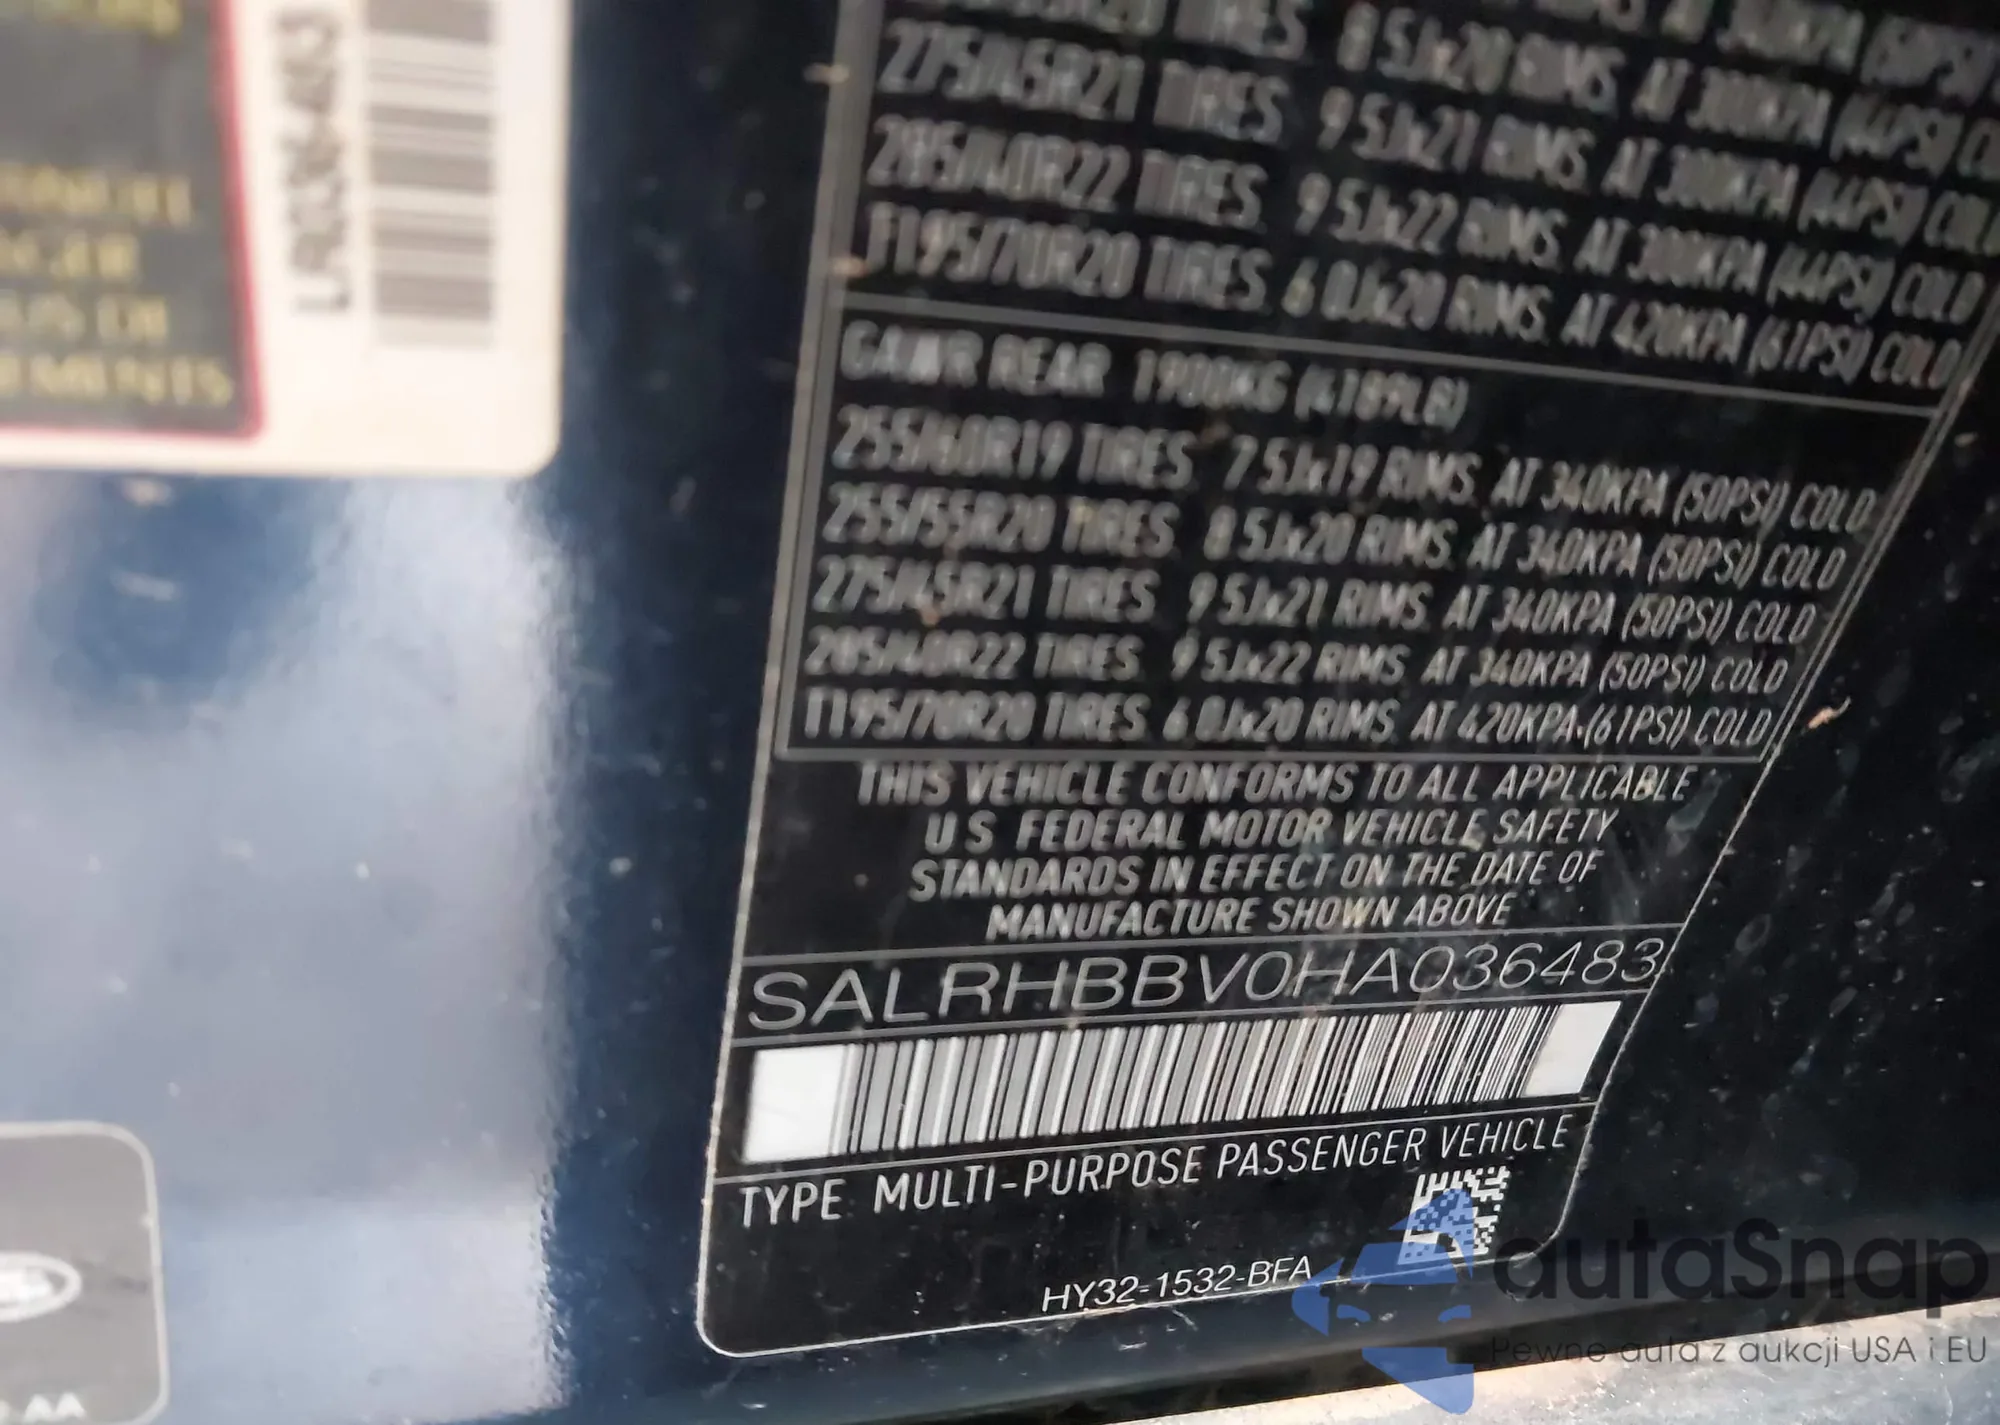 275/45R21 TIRES. 9.5Jx21 RIMS. AT 300KPA (44PSI) COLD
285/40R22 TIRES. 9.5Jx22 RIMS. AT 300KPA (44PSI) COLD
T195/70R20 TIRES. 6.0Jx20 RIMS. AT 420KPA (61PSI) COLD
GAWR REAR 1900KG (4189LB)
255/60R19 TIRES. 7.5Jx19 RIMS. AT 340KPA (50PSI) COLD
255/55R20 TIRES. 8.5Jx20 RIMS. AT 340KPA (50PSI) COLD
275/45R21 TIRES. 9.5Jx21 RIMS. AT 340KPA (50PSI) COLD
285/40R22 TIRES. 9.5Jx22 RIMS. AT 340KPA (50PSI) COLD
T195/70R20 TIRES. 6.0Jx20 RIMS. AT 420KPA (61PSI) COLD
THIS VEHICLE CONFORMS TO ALL APPLICABLE
U.S. FEDERAL MOTOR VEHICLE SAFETY
STANDARDS IN EFFECT ON THE DATE OF
MANUFACTURE SHOWN ABOVE
SALRHBBV0HA036483
TYPE MULTI-PURPOSE PASSENGER VEHICLE
HY32-1532-BFA
AA
autaSnap
Pewne auta z aukcji USA i EU